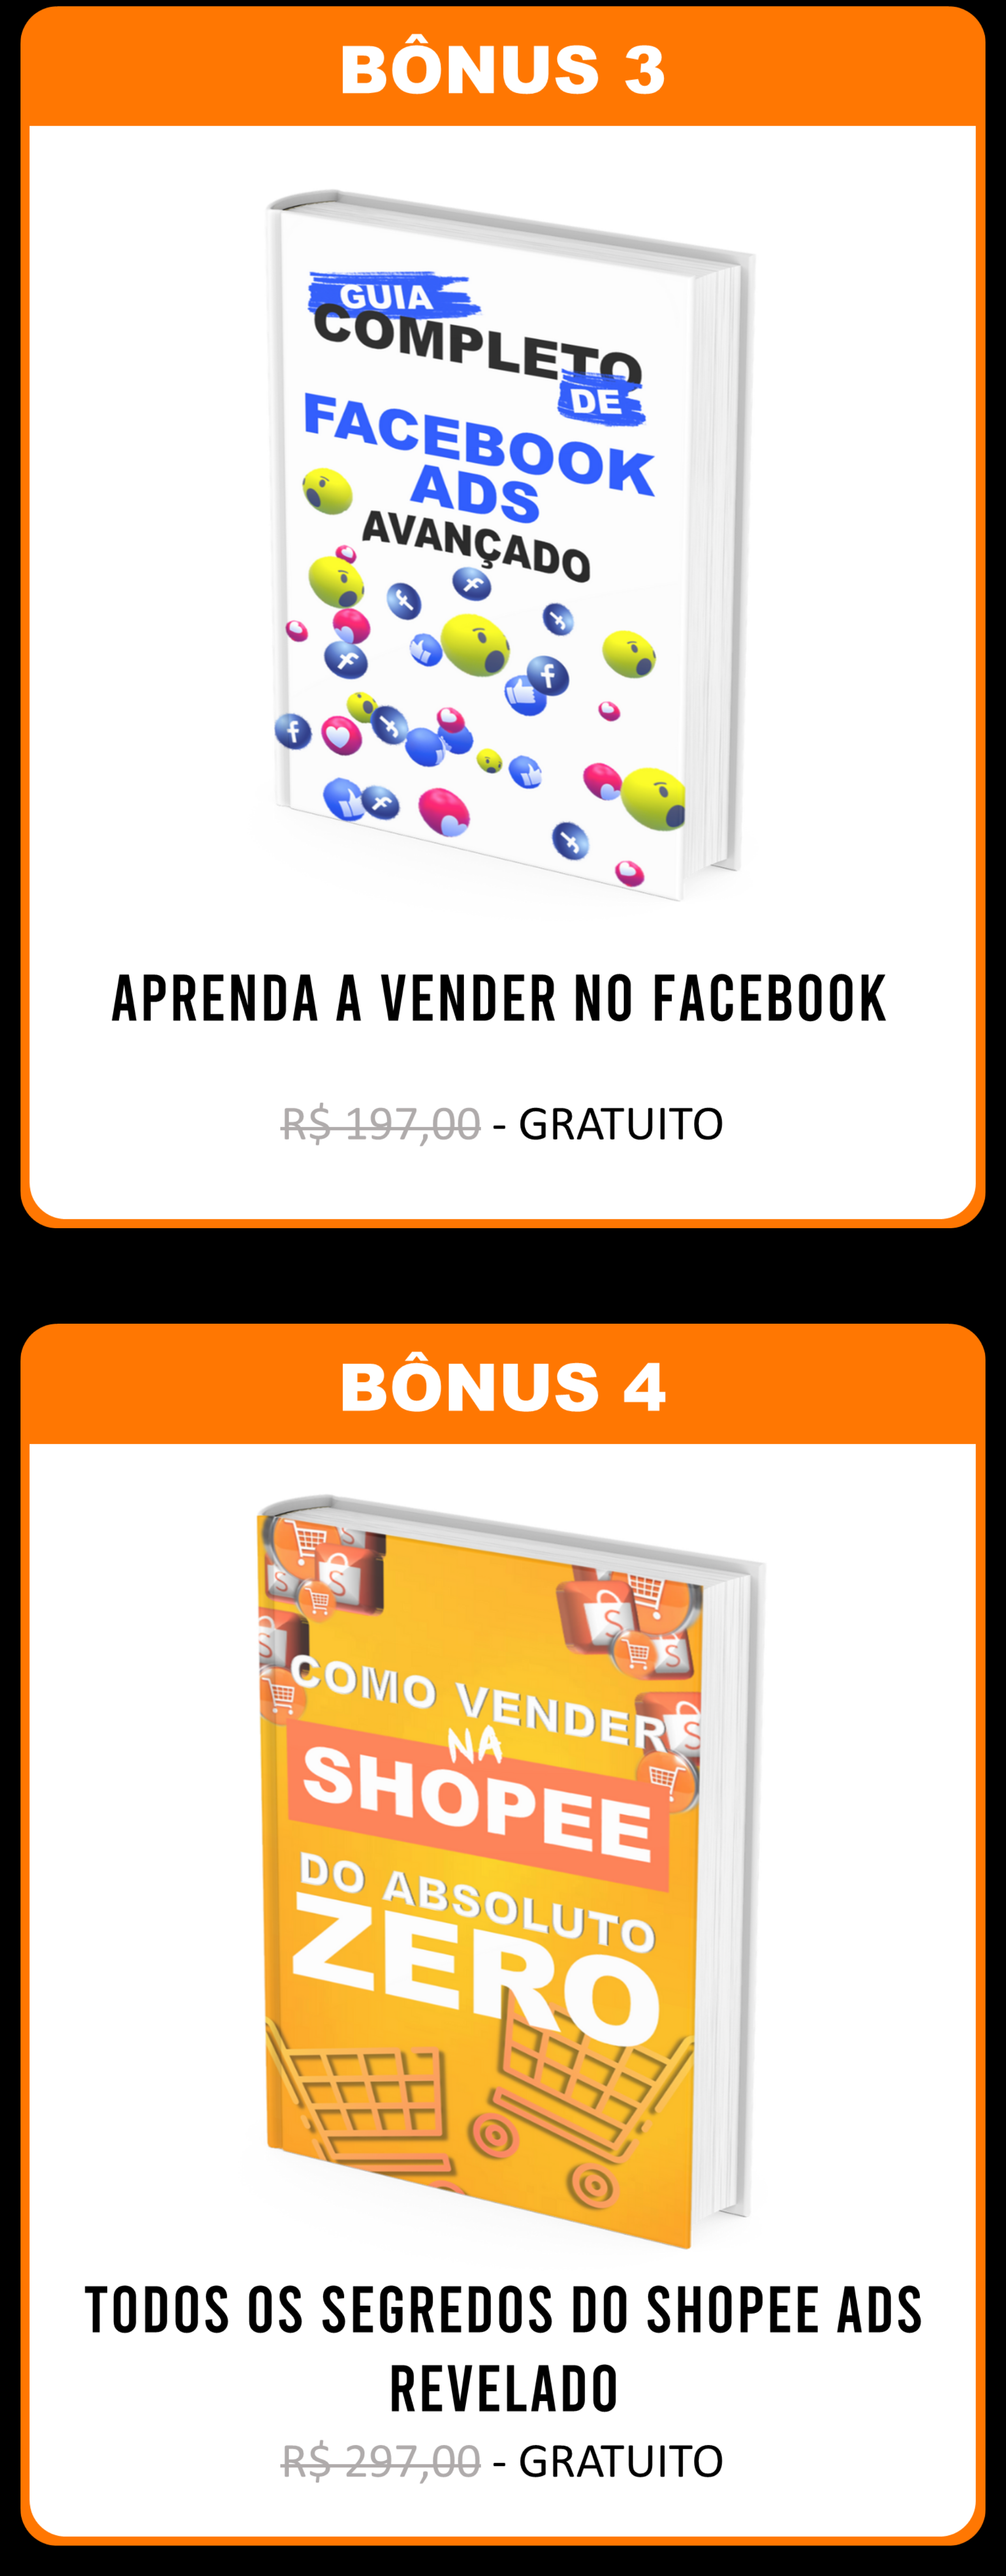 BÔNUS 3
GUIA
COMPLETO
DE
FACEBOOK
ADS
AVANÇADO
APRENDA A VENDER NO FACEBOOK
R$ 197,00 - GRATUITO
BÔNUS 4
COMO VENDER
NA
SHOPEE
DO ABSOLUTO
ZERO
TODOS OS SEGREDOS DO SHOPEE ADS
REVELADO
R$ 297,00 - GRATUITO